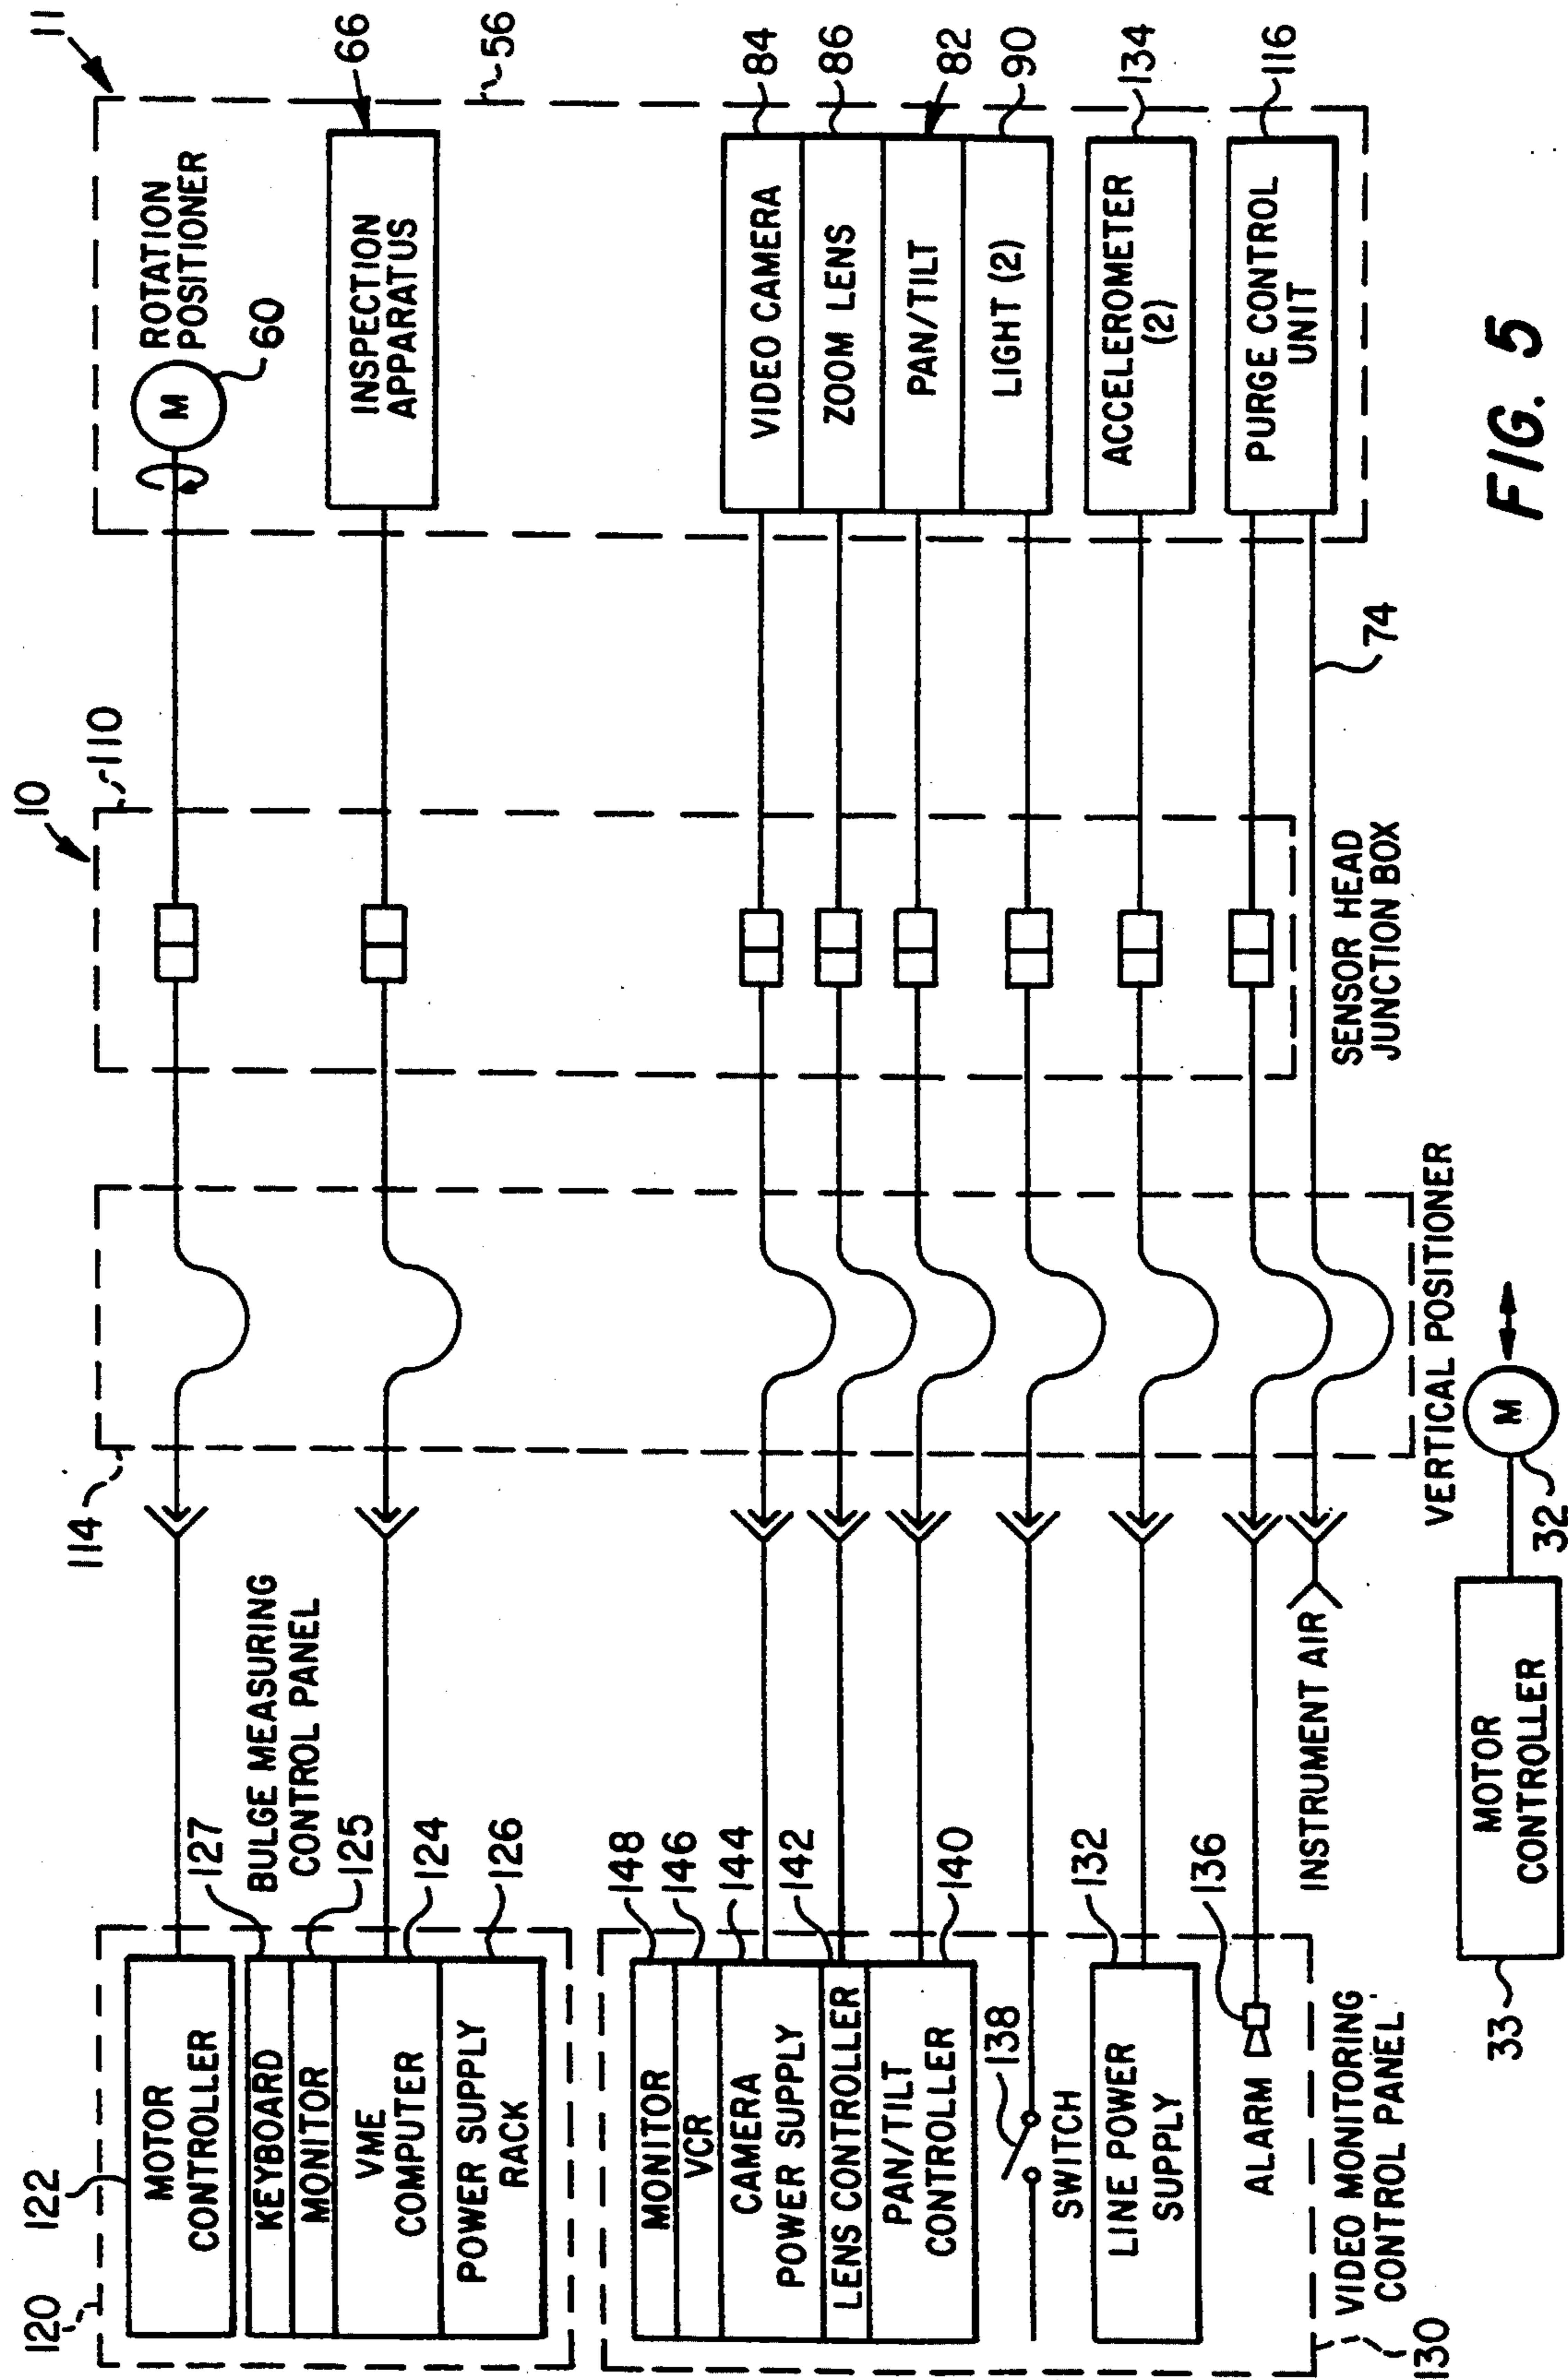 120
122
MOTOR
CONTROLLER
127
BULGE MEASURING
CONTROL PANEL
KEYBOARD
125
MONITOR
124
VME
COMPUTER
126
POWER SUPPLY
RACK
148
MONITOR
146
VCR
144
CAMERA
POWER SUPPLY
142
LENS CONTROLLER
140
PAN/TILT
CONTROLLER
138
SWITCH
132
LINE POWER
SUPPLY
136
ALARM
INSTRUMENT AIR
130
VIDEO MONITORING
CONTROL PANEL
33
MOTOR
CONTROLLER
32
M
114
VERTICAL POSITIONER
10
110
SENSOR HEAD
JUNCTION BOX
74
11
56
M
ROTATION
POSITIONER
60
66
INSPECTION
APPARATUS
84
VIDEO CAMERA
86
ZOOM LENS
82
PAN/TILT
90
LIGHT (2)
134
ACCELEROMETER
(2)
116
PURGE CONTROL
UNIT
FIG. 5